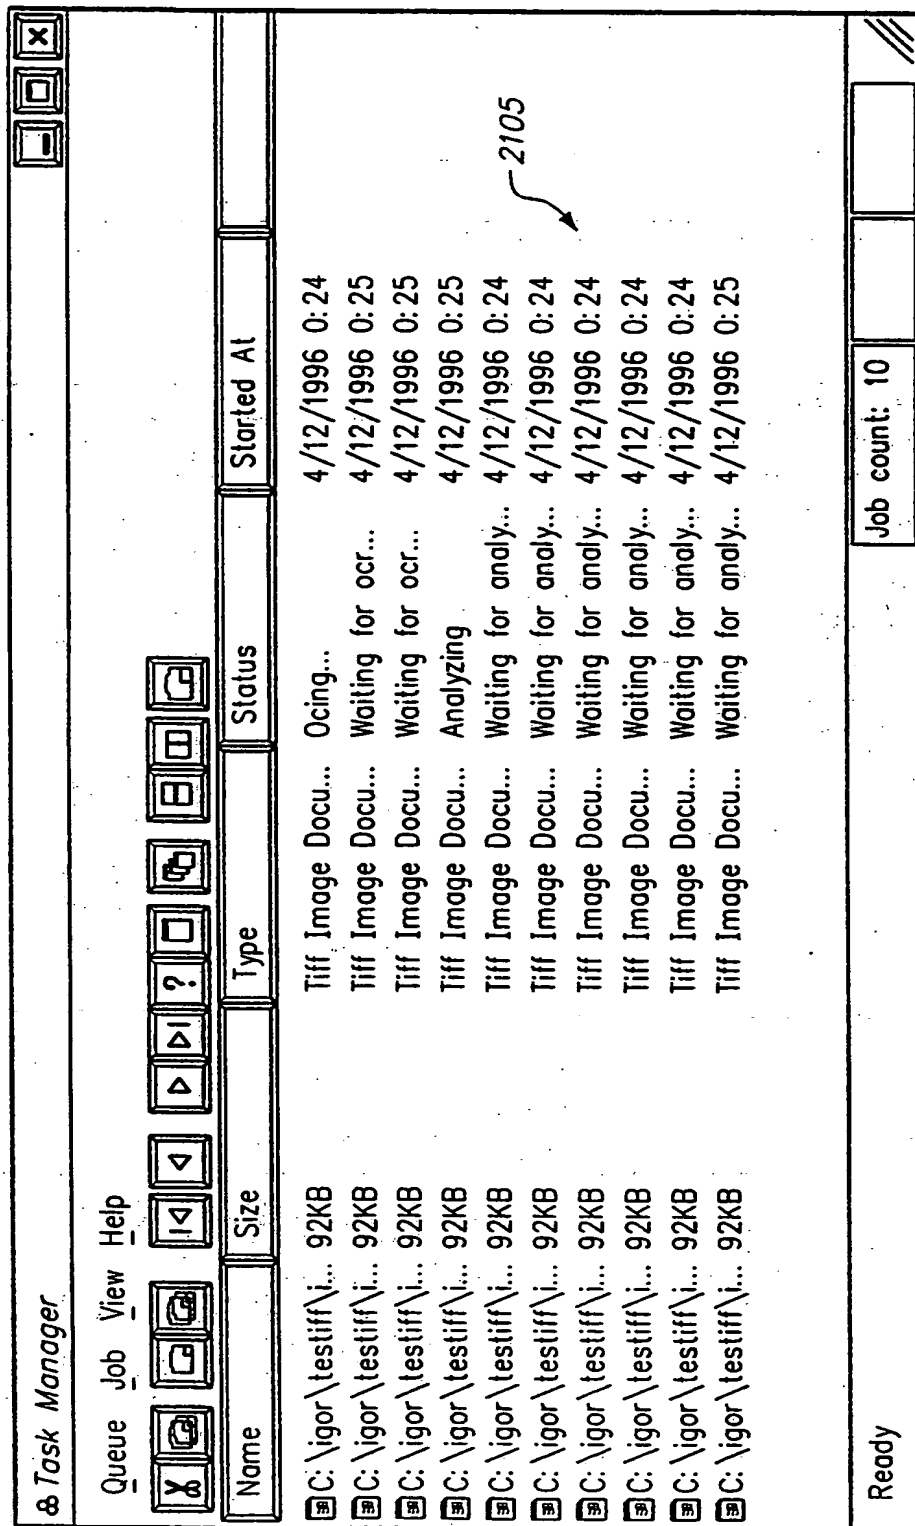 Task Manager
Queue Job View Help
?
Name Size Type Status Started At
C: \igor\testiff\i... 92KB Tiff Image Docu... Ocing... 4/12/1996 0:24
C: \igor\testiff\i... 92KB Tiff Image Docu... Waiting for ocr... 4/12/1996 0:25
C: \igor\testiff\i... 92KB Tiff Image Docu... Waiting for ocr... 4/12/1996 0:25
C: \igor\testiff\i... 92KB Tiff Image Docu... Analyzing 4/12/1996 0:25
C: \igor\testiff\i... 92KB Tiff Image Docu... Waiting for analy... 4/12/1996 0:24
C: \igor\testiff\i... 92KB Tiff Image Docu... Waiting for analy... 4/12/1996 0:24
C: \igor\testiff\i... 92KB Tiff Image Docu... Waiting for analy... 4/12/1996 0:24
C: \igor\testiff\i... 92KB Tiff Image Docu... Waiting for analy... 4/12/1996 0:24
C: \igor\testiff\i... 92KB Tiff Image Docu... Waiting for analy... 4/12/1996 0:24
C: \igor\testiff\i... 92KB Tiff Image Docu... Waiting for analy... 4/12/1996 0:25
2105
Ready Job count: 10